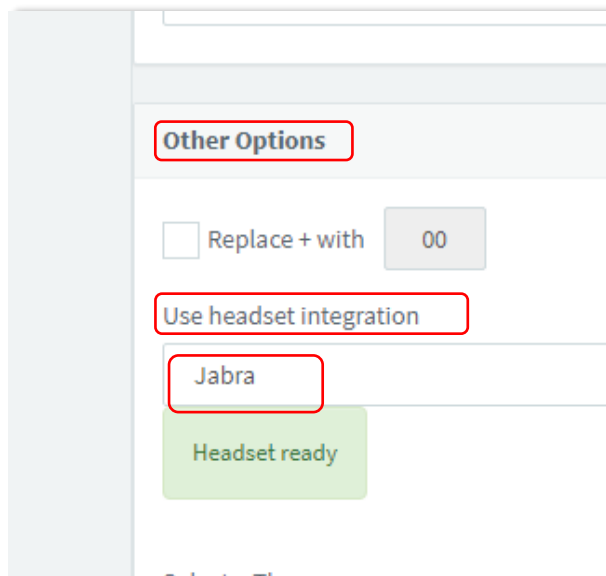 Other Options
Replace + with 00
Use headset integration
Jabra
Headset ready